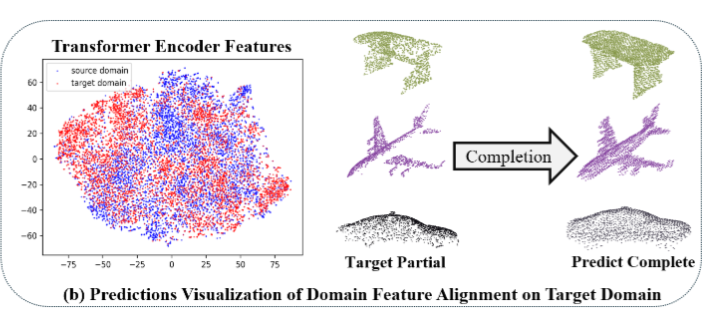 Transformer Encoder Features
source domain
target domain
60
40
20
0
−20
−40
−60
−75
−50
−25
0
25
50
75
Completion
Target Partial
Predict Complete
(b) Predictions Visualization of Domain Feature Alignment on Target Domain